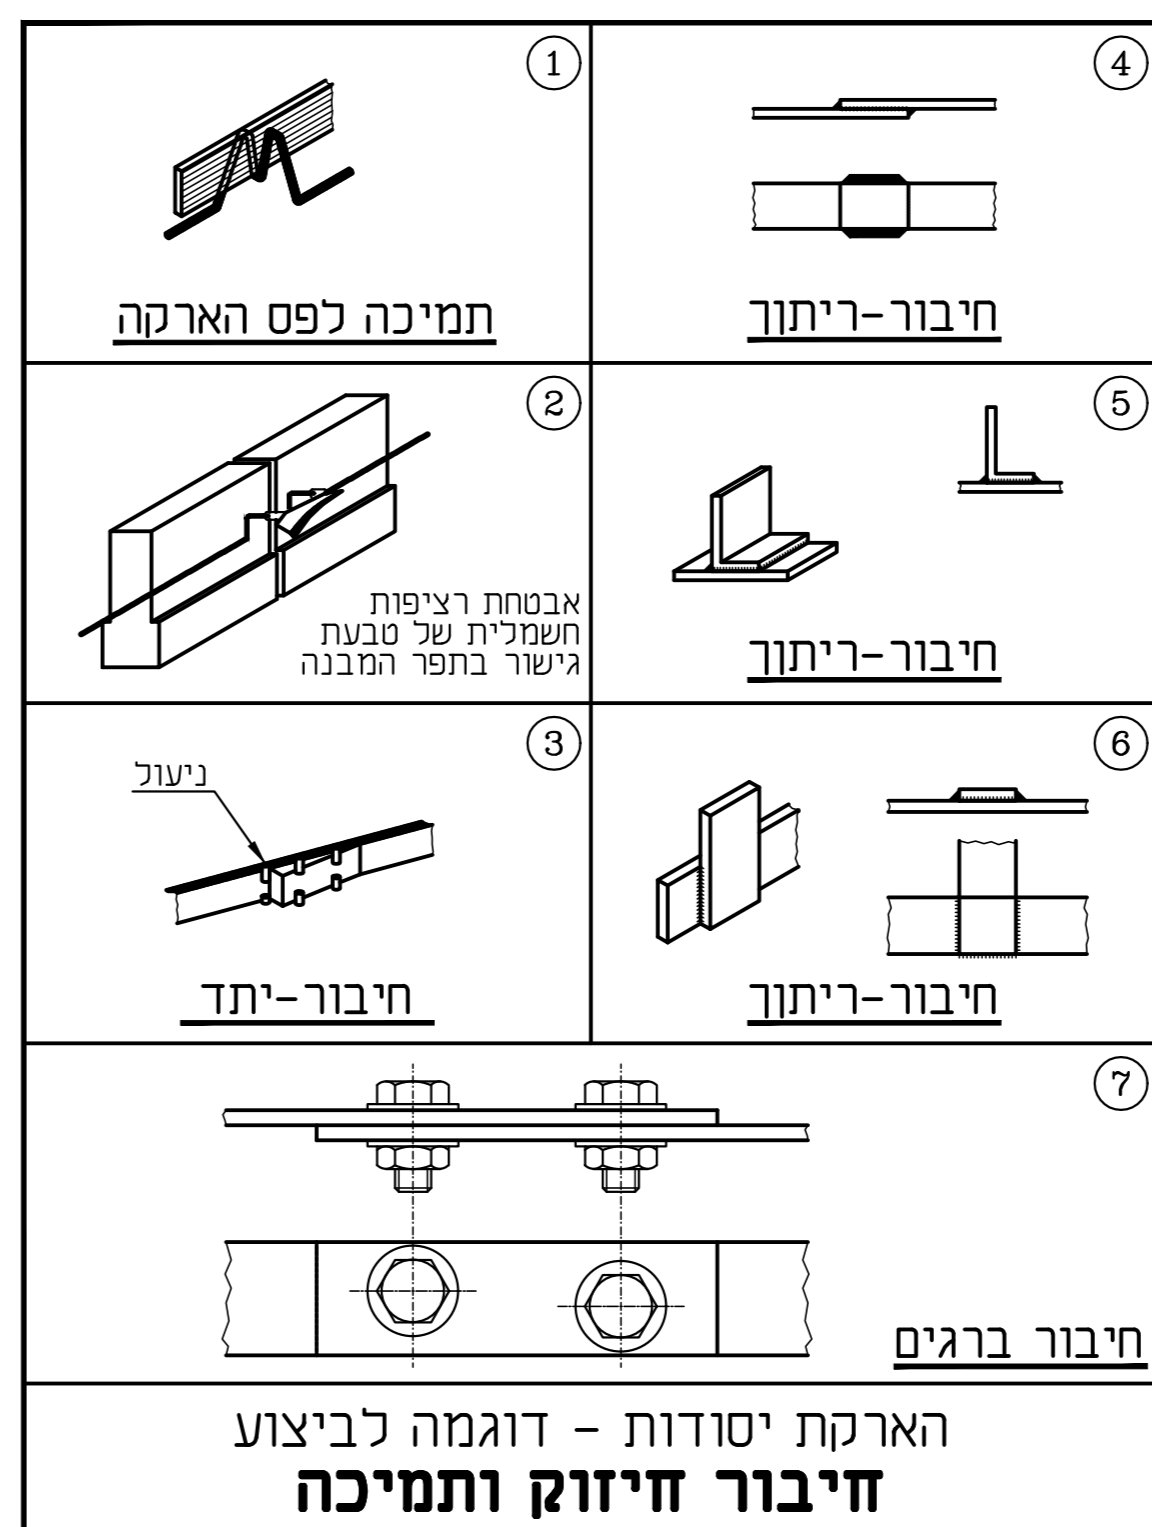 1
תמיכה לפס הארקה
2
אבטחת רציפות
חשמלית של טבעת
גישור בתפר המבנה
3
ניעול
חיבור-יתד
4
חיבור-ריתוך
5
חיבור-ריתוך
6
חיבור-ריתוך
7
חיבור ברגים
הארקת יסודות - דוגמה לביצוע
חיבור חיזוק ותמיכה